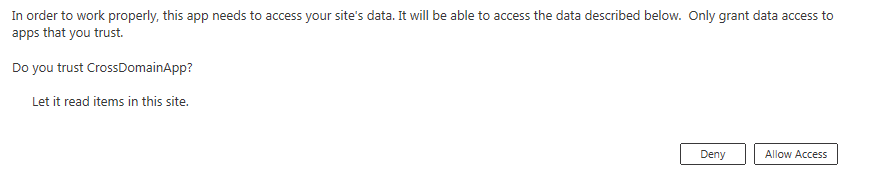 In order to work properly, this app needs to access your site's data. It will be able to access the data described below.  Only grant data access to
apps that you trust.
Do you trust CrossDomainApp?
Let it read items in this site.
Deny
Allow Access